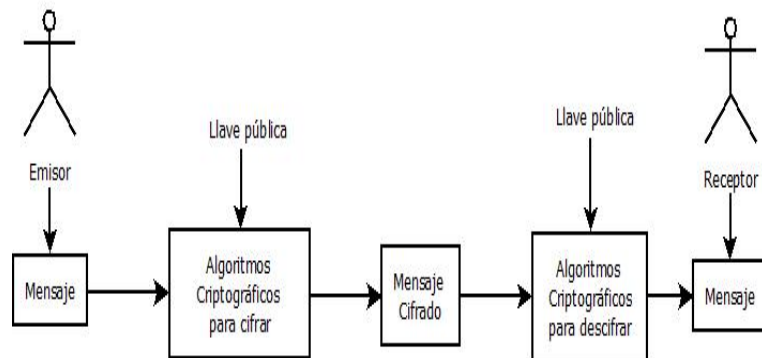 Llave pública
Llave pública
Emisor
Receptor
Mensaje
Algoritmos
Criptográficos
para cifrar
Mensaje
Cifrado
Algoritmos
Criptográficos
para descifrar
Mensaje